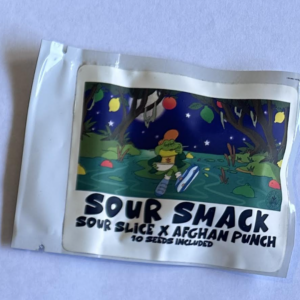 SOUR SMACK
SOUR SLICE X AFGHAN PUNCH
10 SEEDS INCLUDED